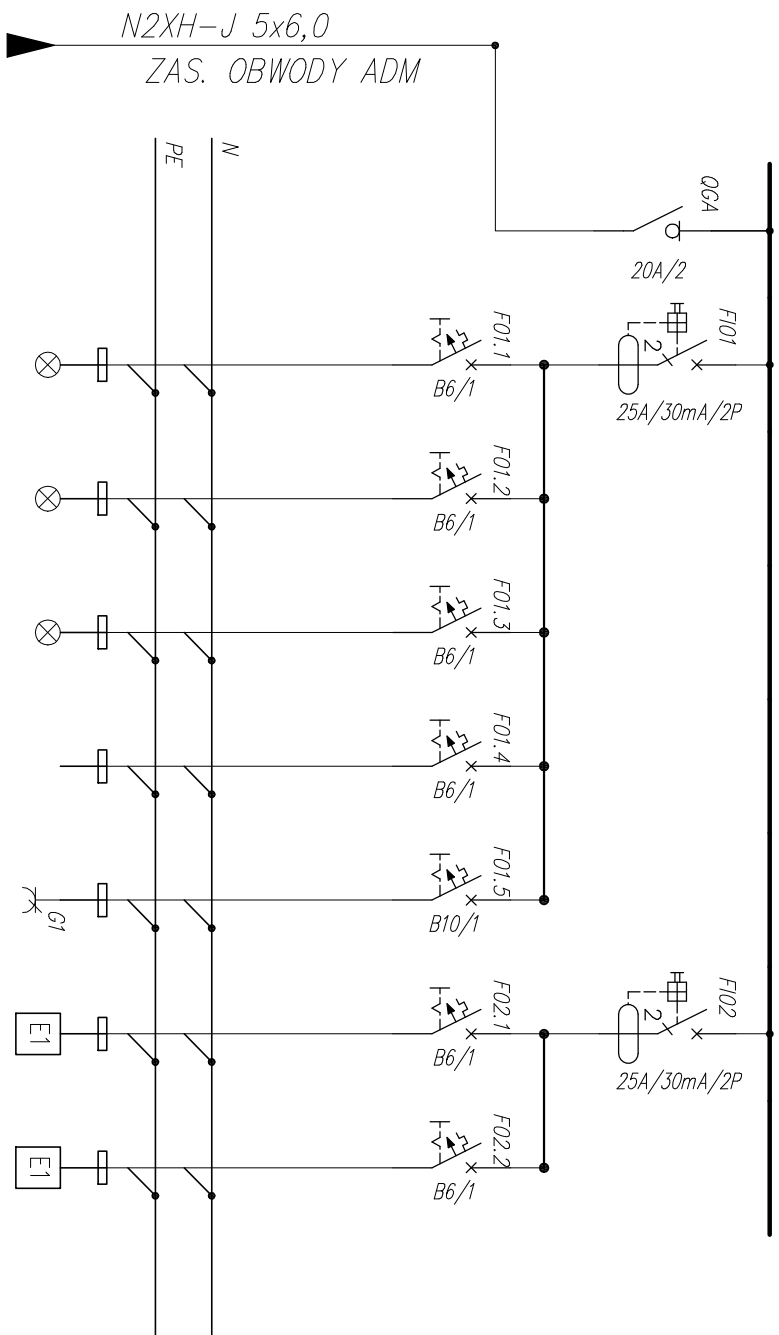 N2XH-J 5x6,0
ZAS. OBWODY ADM
PE
N
QGA
20A/2
FI01
2
25A/30mA/2P
F01.1
B6/1
F01.2
B6/1
F01.3
B6/1
F01.4
B6/1
F01.5
B10/1
G1
FI02
2
25A/30mA/2P
F02.1
B6/1
E1
F02.2
B6/1
E1